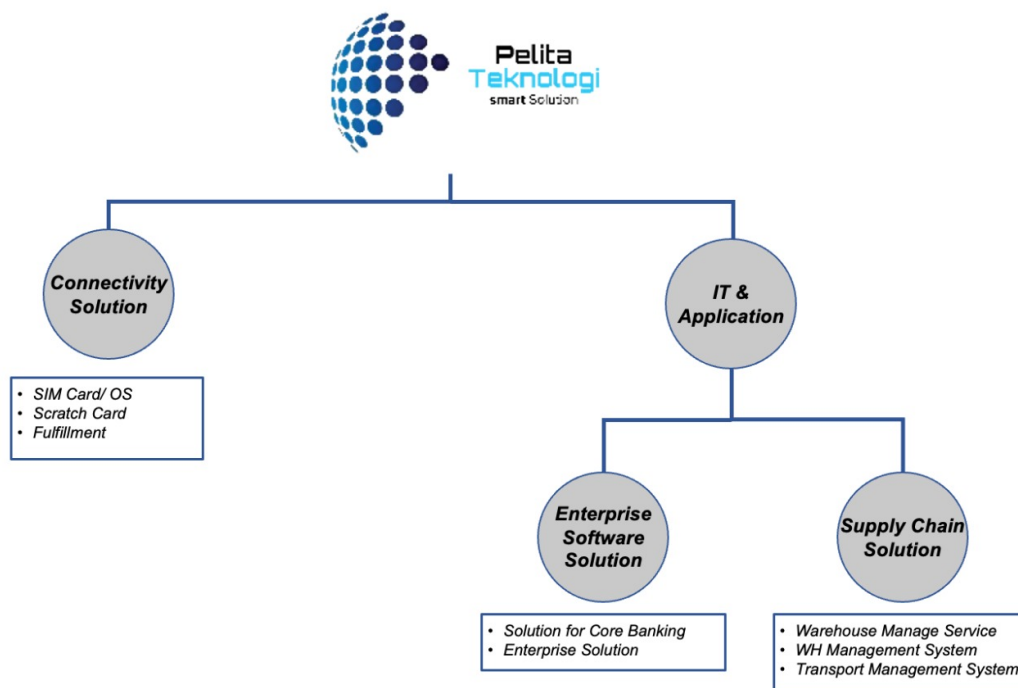 Pelita
Teknologi
smart Solution
Connectivity
Solution
IT &
Application
• SIM Card/ OS
• Scratch Card
• Fulfillment
Enterprise
Software
Solution
Supply Chain
Solution
• Solution for Core Banking
• Enterprise Solution
• Warehouse Manage Service
• WH Management System
• Transport Management System